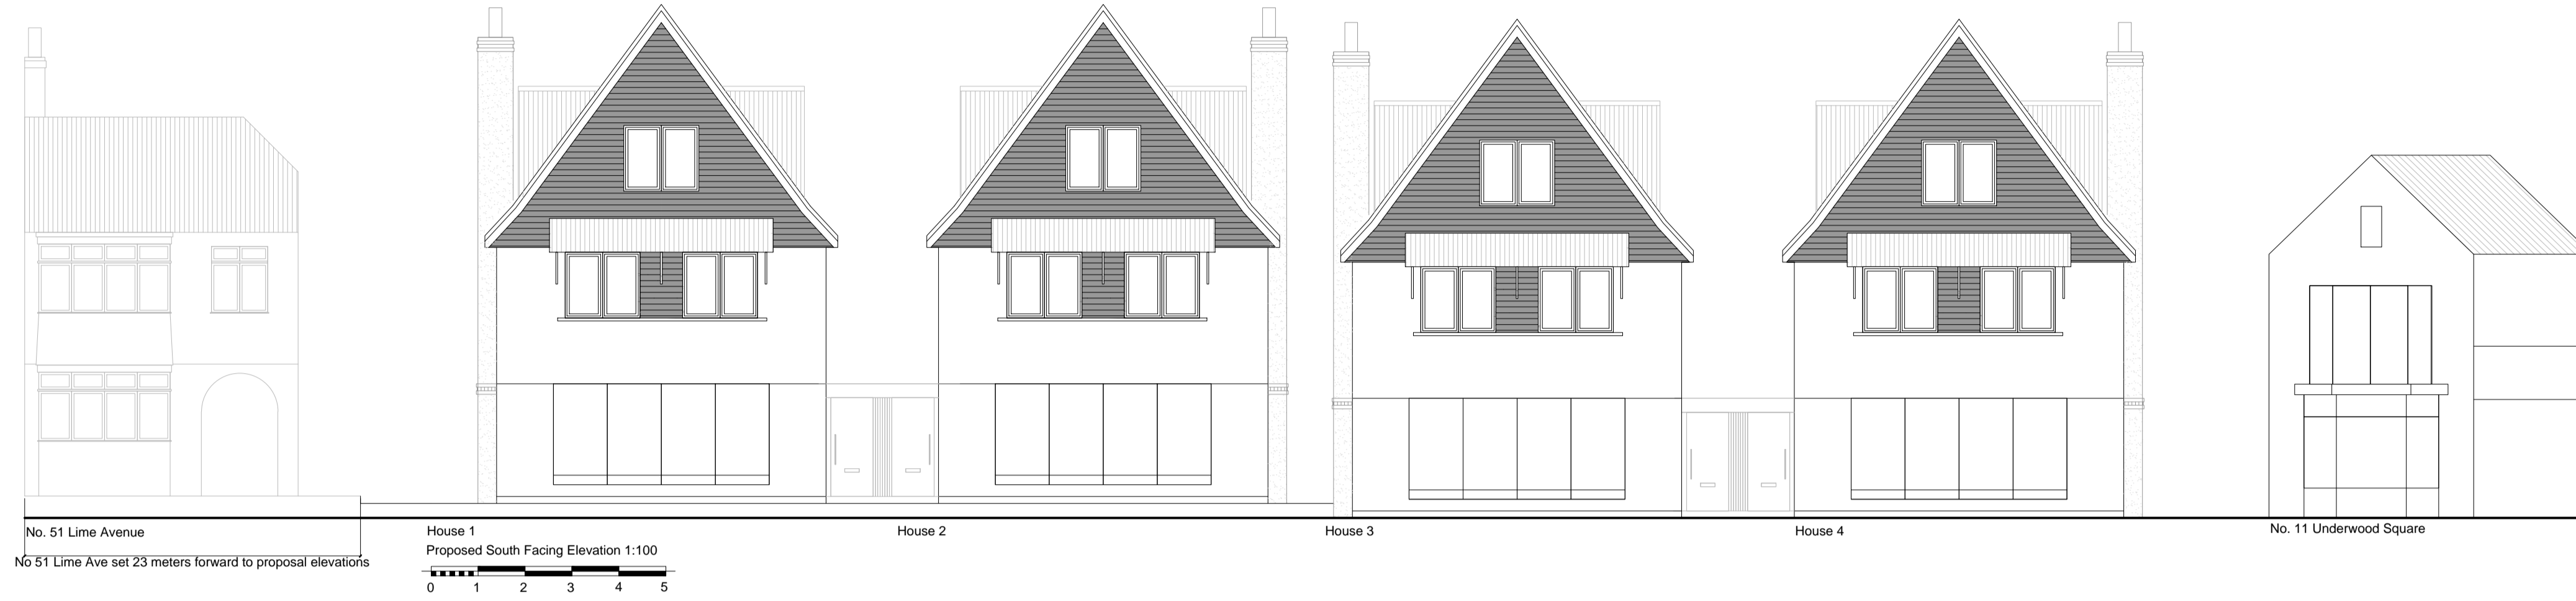 No. 51 Lime Avenue
No 51 Lime Ave set 23 meters forward to proposal elevations
House 1
House 2
House 3
House 4
No. 11 Underwood Square
Proposed South Facing Elevation 1:100
0 1 2 3 4 5